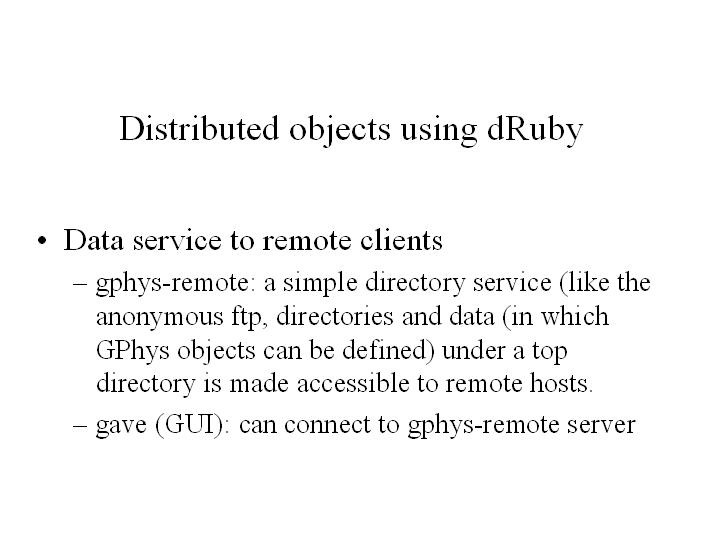 Distributed objects using dRuby
• Data service to remote clients
– gphys-remote: a simple directory service (like the
anonymous ftp, directories and data (in which
GPhys objects can be defined) under a top
directory is made accessible to remote hosts.
– gave (GUI): can connect to gphys-remote server